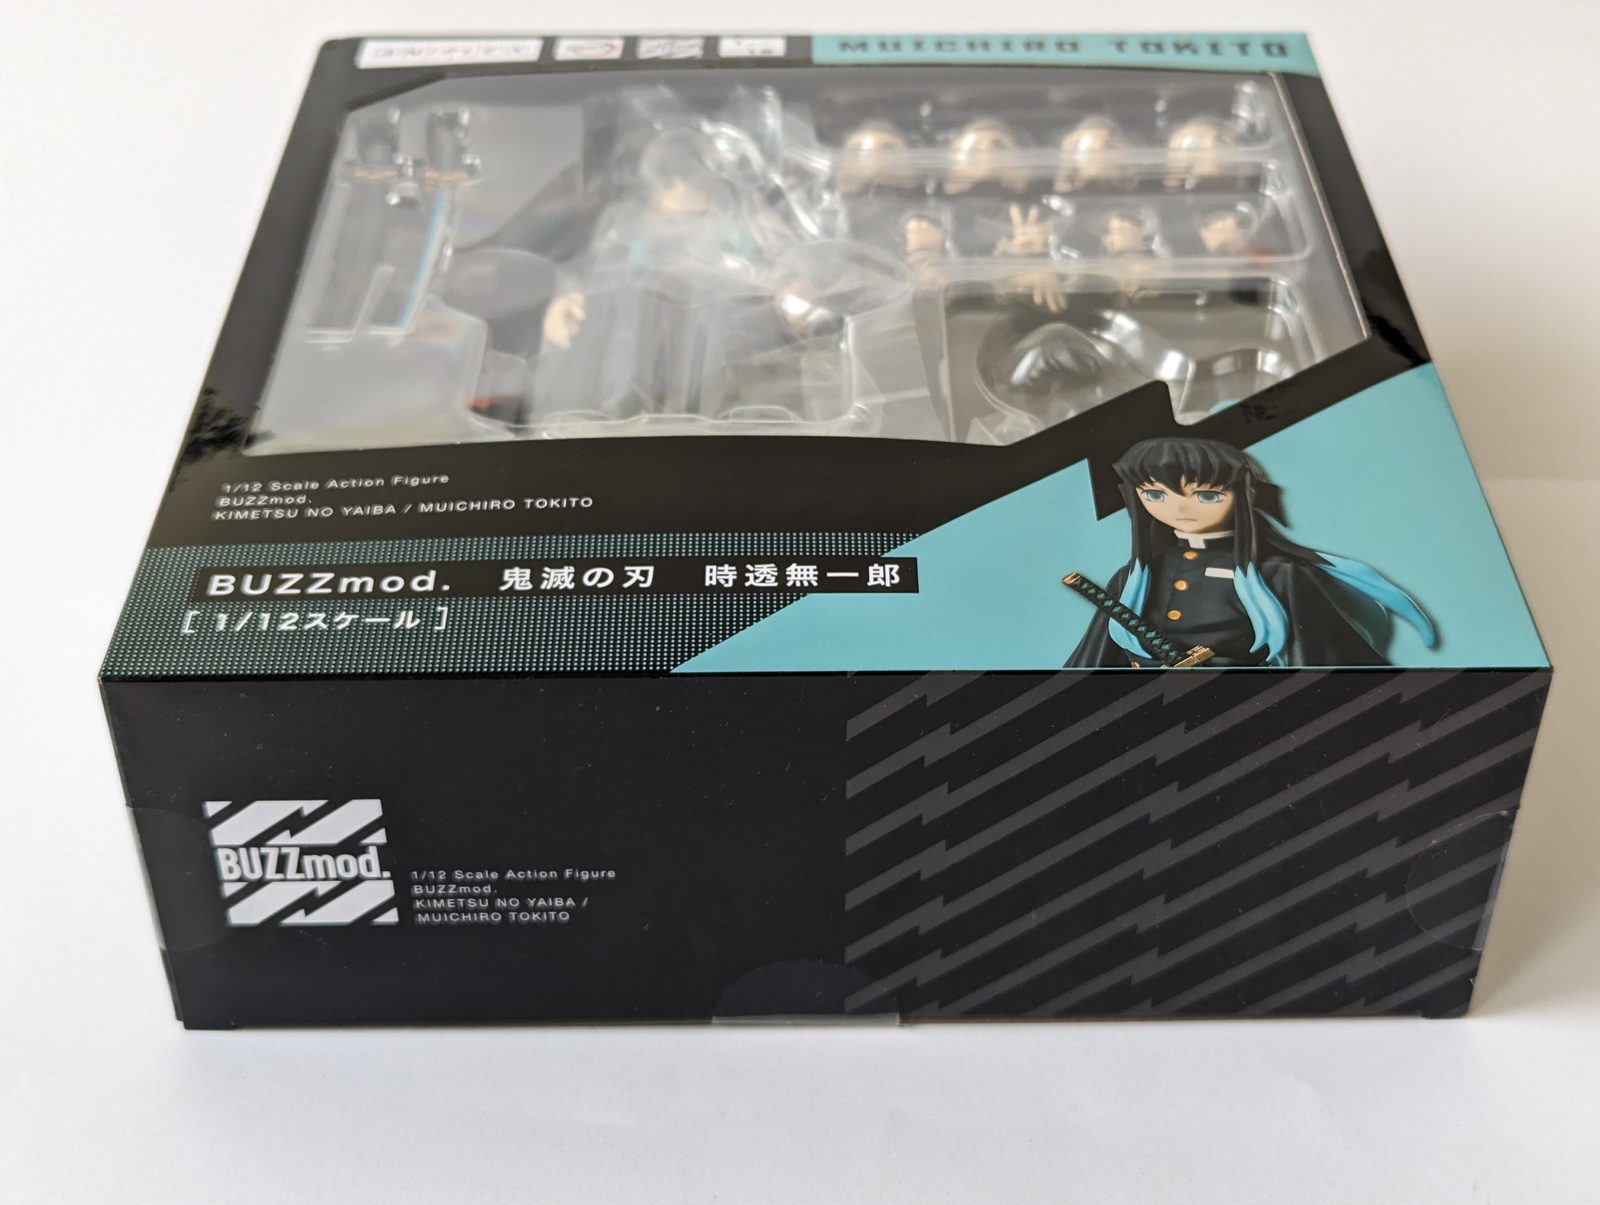 MUICHIRO TOKITO
1/12 Scale Action Figure
BUZZmod.
KIMETSU NO YAIBA / MUICHIRO TOKITO
BUZZmod. 鬼滅の刃 時透無一郎
[ 1/12スケール ]
BUZZmod.
1/12 Scale Action Figure
BUZZmod.
KIMETSU NO YAIBA /
MUICHIRO TOKITO